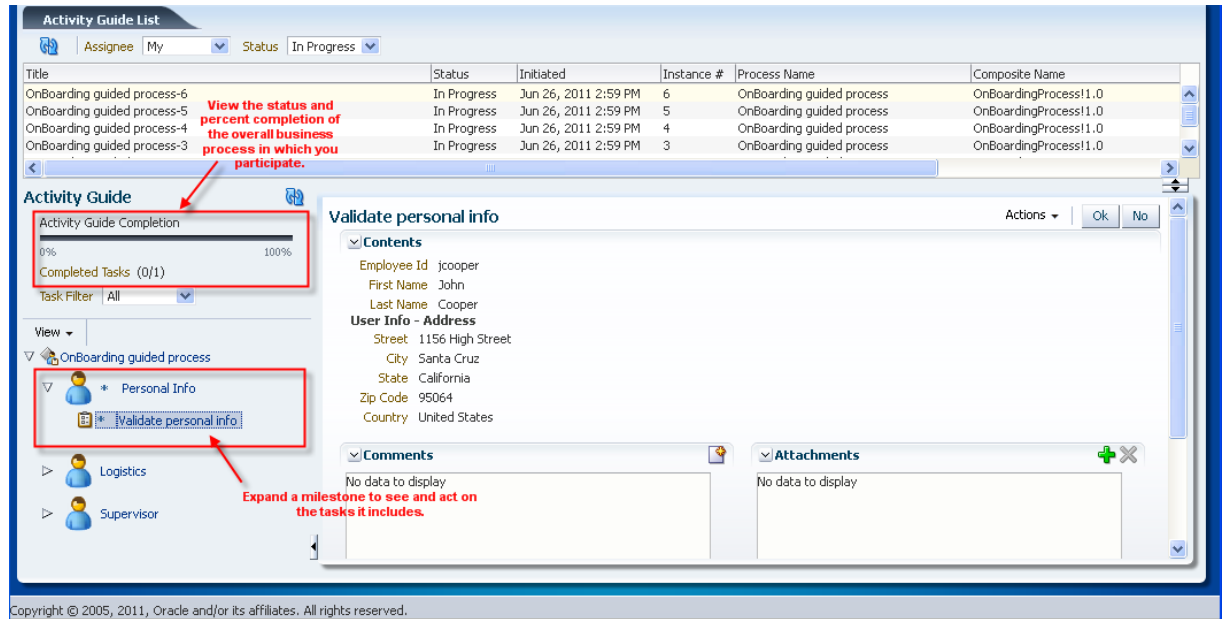 Activity Guide List
Assignee My Status In Progress
Title Status Initiated Instance # Process Name Composite Name
OnBoarding guided process-6 In Progress Jun 26, 2011 2:59 PM 6 OnBoarding guided process OnBoardingProcess!1.0
OnBoarding guided process-5 In Progress Jun 26, 2011 2:59 PM 5 OnBoarding guided process OnBoardingProcess!1.0
OnBoarding guided process-4 In Progress Jun 26, 2011 2:59 PM 4 OnBoarding guided process OnBoardingProcess!1.0
OnBoarding guided process-3 In Progress Jun 26, 2011 2:59 PM 3 OnBoarding guided process OnBoardingProcess!1.0
View the status and
percent completion of
the overall business
process in which you
participate.
Activity Guide
Activity Guide Completion
0% 100%
Completed Tasks (0/1)
Task Filter All
View
OnBoarding guided process
* Personal Info
* Validate personal info
Logistics
Supervisor
Expand a milestone to see and act on
the tasks it includes.
Validate personal info Actions Ok No
Contents
Employee Id jcooper
First Name John
Last Name Cooper
User Info - Address
Street 1156 High Street
City Santa Cruz
State California
Zip Code 95064
Country United States
Comments
No data to display
Attachments
No data to display
Copyright © 2005, 2011, Oracle and/or its affiliates. All rights reserved.